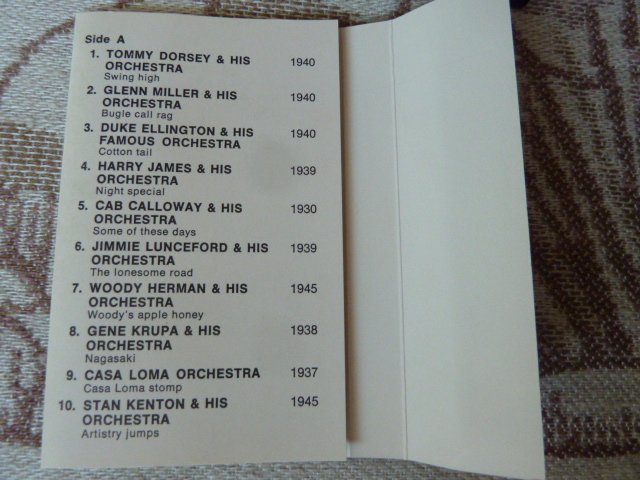 Side A
1. TOMMY DORSEY & HIS
ORCHESTRA 1940
Swing high
2. GLENN MILLER & HIS
ORCHESTRA 1940
Bugle call rag
3. DUKE ELLINGTON & HIS
FAMOUS ORCHESTRA 1940
Cotton tail
4. HARRY JAMES & HIS 1939
ORCHESTRA
Night special
5. CAB CALLOWAY & HIS 1930
ORCHESTRA
Some of these days
6. JIMMIE LUNCEFORD & HIS 1939
ORCHESTRA
The lonesome road
7. WOODY HERMAN & HIS 1945
ORCHESTRA
Woody's apple honey
8. GENE KRUPA & HIS 1938
ORCHESTRA
Nagasaki
9. CASA LOMA ORCHESTRA 1937
Casa Loma stomp
10. STAN KENTON & HIS 1945
ORCHESTRA
Artistry jumps